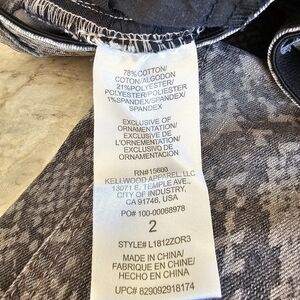 78% COTTON/
COTON/ALGODON
21% POLYESTER/
POLYESTER/POLIESTER
1% SPANDEX/SPANDEX/
SPANDEX
EXCLUSIVE OF
ORNAMENTATION/
EXCLUSIVE DE
L'ORNEMENTATION/
EXCLUSIVO DE
ORNAMENTACION
RN#15600
KELLWOOD APPAREL, LLC
13071 E. TEMPLE AVE.,
CITY OF INDUSTRY,
CA 91746, USA
PO# 100-00068978
2
STYLE# L1812ZOR3
MADE IN CHINA/
FABRIQUE EN CHINE/
HECHO EN CHINA
UPC# 829092918174